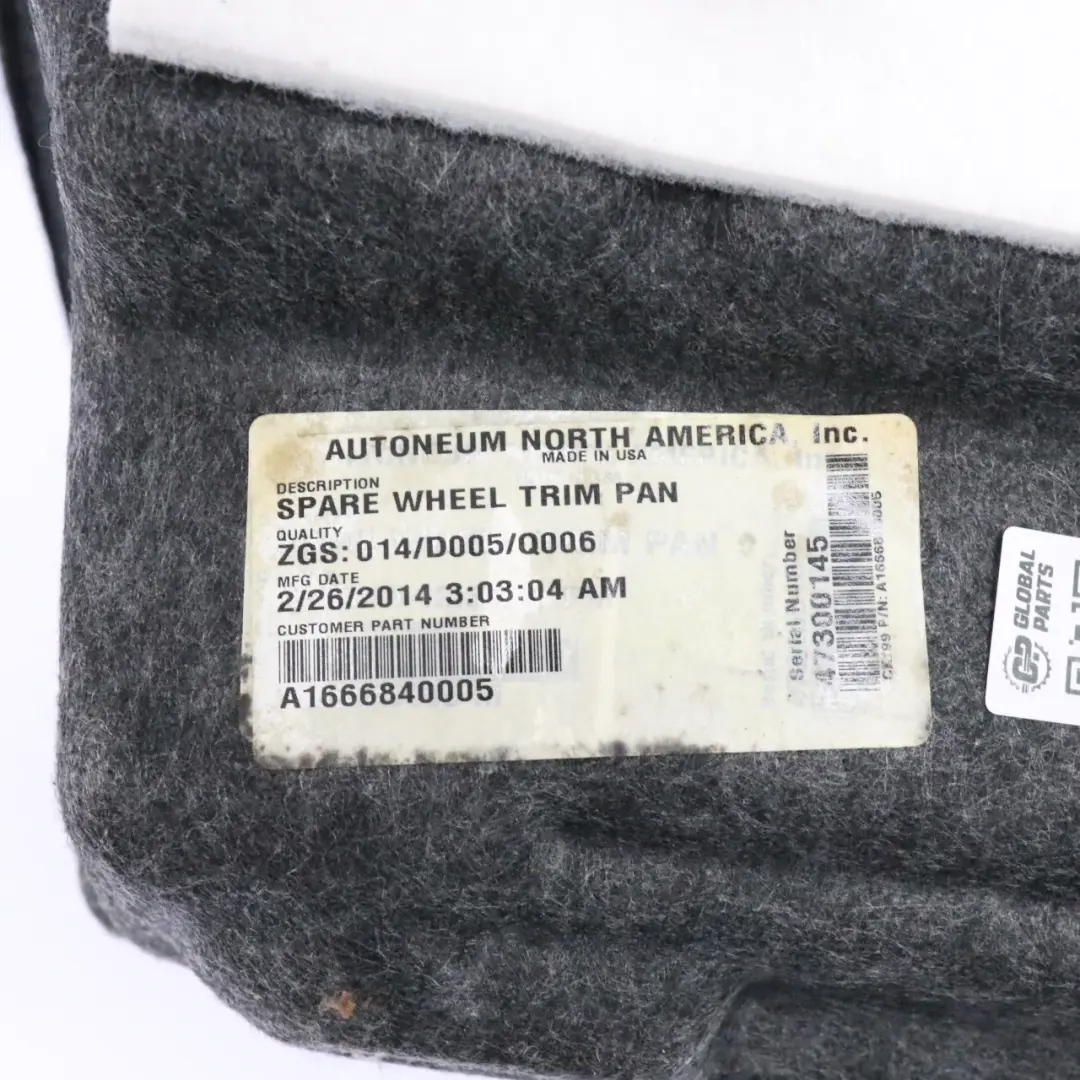 AUTONEUM NORTH AMERICA, Inc.
MADE IN USA
DESCRIPTION
SPARE WHEEL TRIM PAN
QUALITY
ZGS: 014/D005/Q006
MFG DATE
2/26/2014 3:03:04 AM
CUSTOMER PART NUMBER
A1666840005
Serial Number
47300145
P/N:
GLOBAL
PARTS